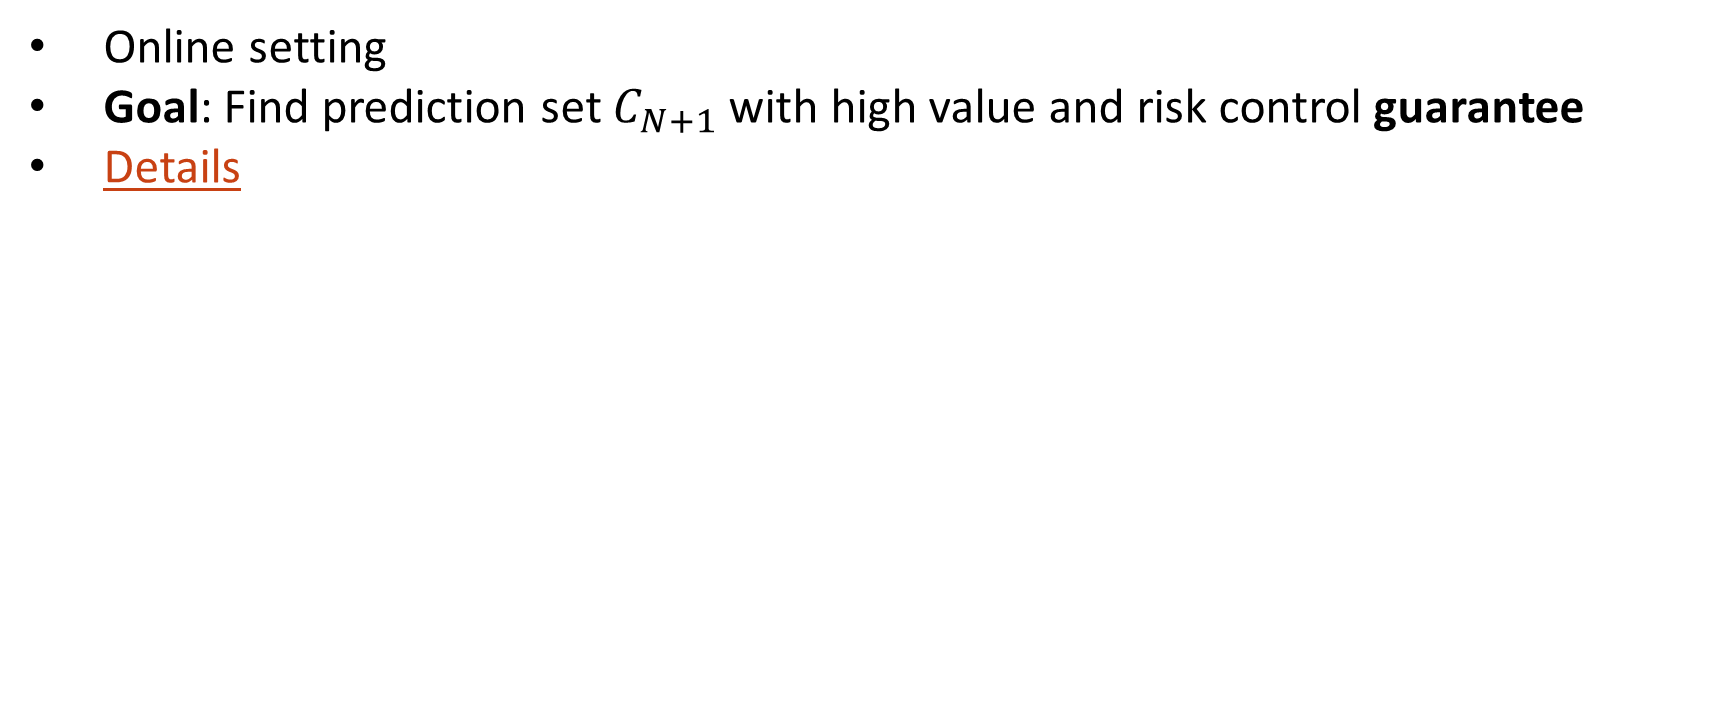 • Online setting
• Goal: Find prediction set $C_{N+1}$ with high value and risk control guarantee
• Details